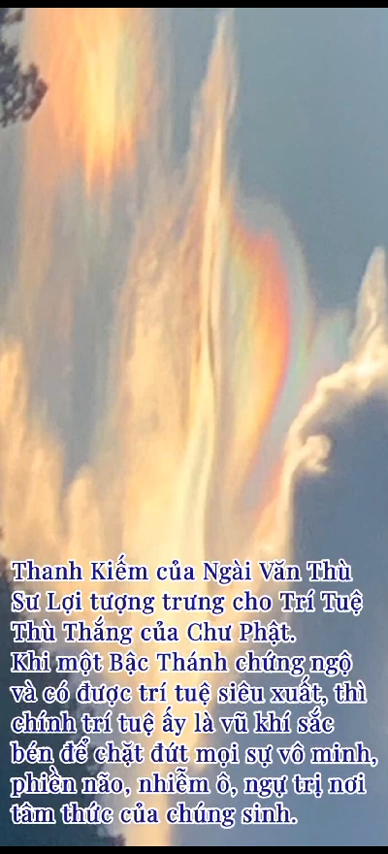 Thanh Kiếm của Ngài Văn Thù
Sư Lợi tượng trưng cho Trí Tuệ
Thù Thắng của Chư Phật.
Khi một Bậc Thánh chứng ngộ
và có được trí tuệ siêu xuất, thì
chính trí tuệ ấy là vũ khí sắc
bén để chặt đứt mọi sự vô minh,
phiền não, nhiễm ô, ngự trị nơi
tâm thức của chúng sinh.